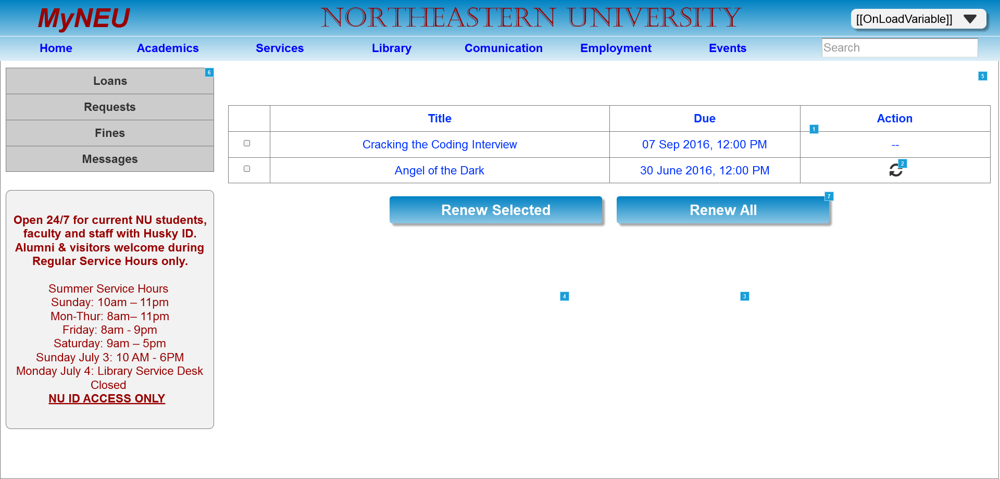 MyNEU
NORTHEASTERN UNIVERSITY
[[OnLoadVariable]]
Home Academics Services Library Comunication Employment Events Search
Loans
6
5
Requests
Fines
Messages
Title Due Action
1
Cracking the Coding Interview 07 Sep 2016, 12:00 PM --
Angel of the Dark 30 June 2016, 12:00 PM
2
Renew Selected Renew All
7
Open 24/7 for current NU students,
faculty and staff with Husky ID.
Alumni & visitors welcome during
Regular Service Hours only.
Summer Service Hours
Sunday: 10am – 11pm
Mon-Thur: 8am– 11pm
Friday: 8am - 9pm
Saturday: 9am – 5pm
Sunday July 3: 10 AM - 6PM
Monday July 4: Library Service Desk
Closed
NU ID ACCESS ONLY
4
3